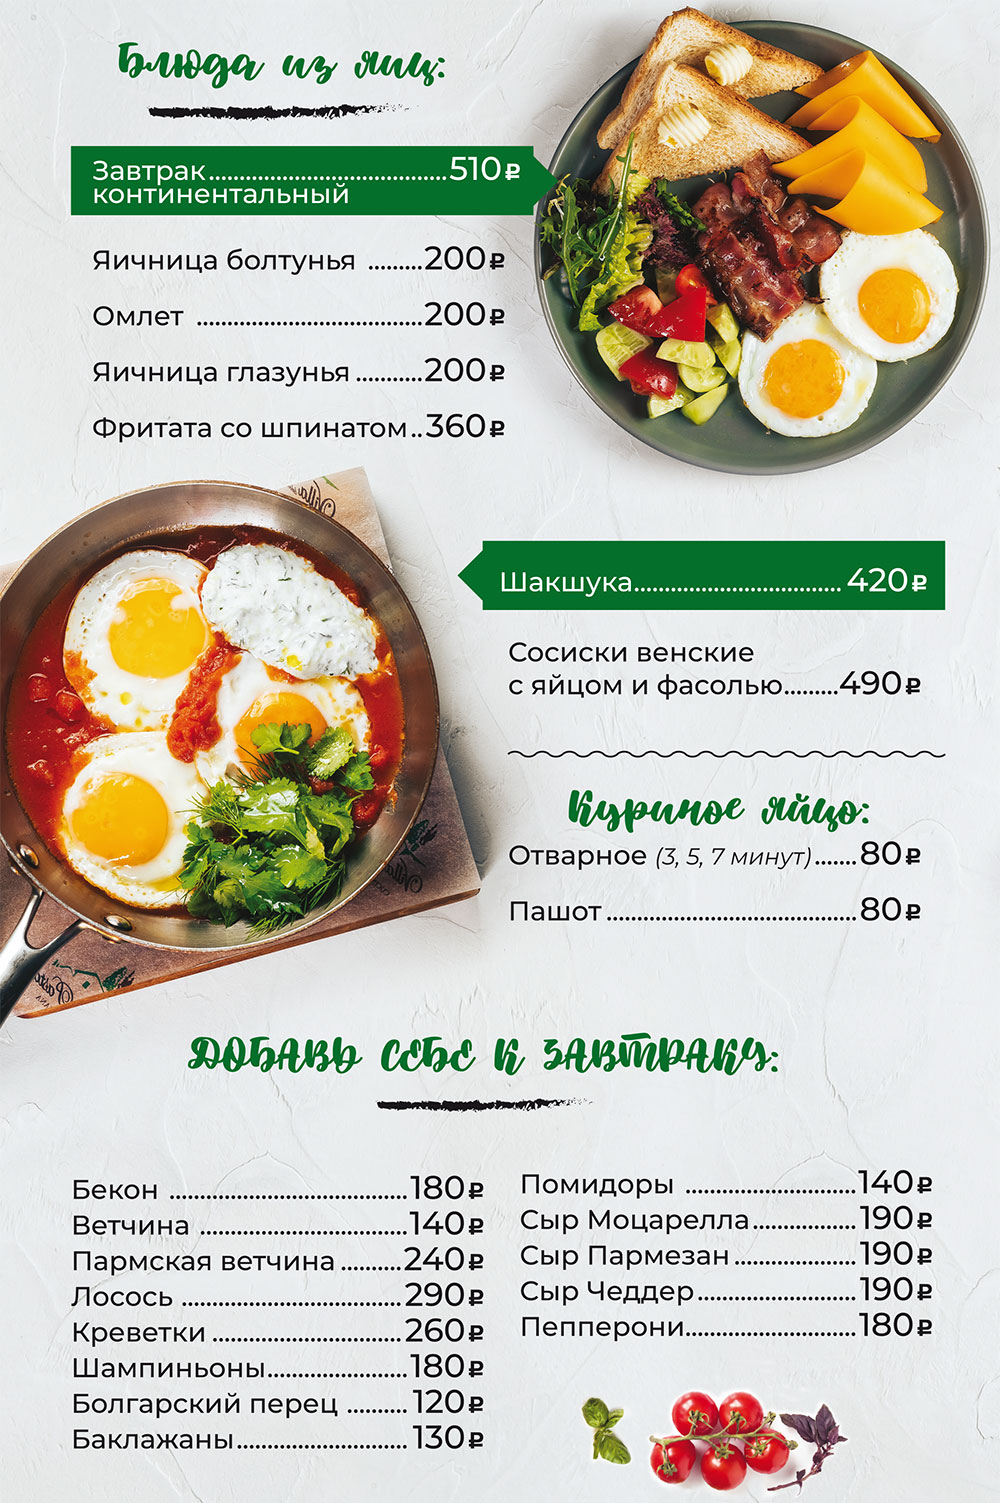 Блюда из яиц:
Завтрак......................................510₽
континентальный
Яичница болтунья .........200₽
Омлет ......................................200₽
Яичница глазунья ...........200₽
Фритата со шпинатом..360₽
Шакшука................................... 420₽
Сосиски венские
с яйцом и фасолью.........490₽
Куриное яйцо:
Отварное (3, 5, 7 минут).......80₽
Пашот..........................................80₽
ДОБАВЬ СЕБЕ К ЗАВТРАКУ:
Бекон ........................................180₽
Ветчина ...................................140₽
Пармская ветчина ..........240₽
Лосось .....................................290₽
Креветки ................................260₽
Шампиньоны.......................180₽
Болгарский перец ..........120₽
Баклажаны............................ 130₽
Помидоры ............................140₽
Сыр Моцарелла.................190₽
Сыр Пармезан....................190₽
Сыр Чеддер..........................190₽
Пепперони............................180₽